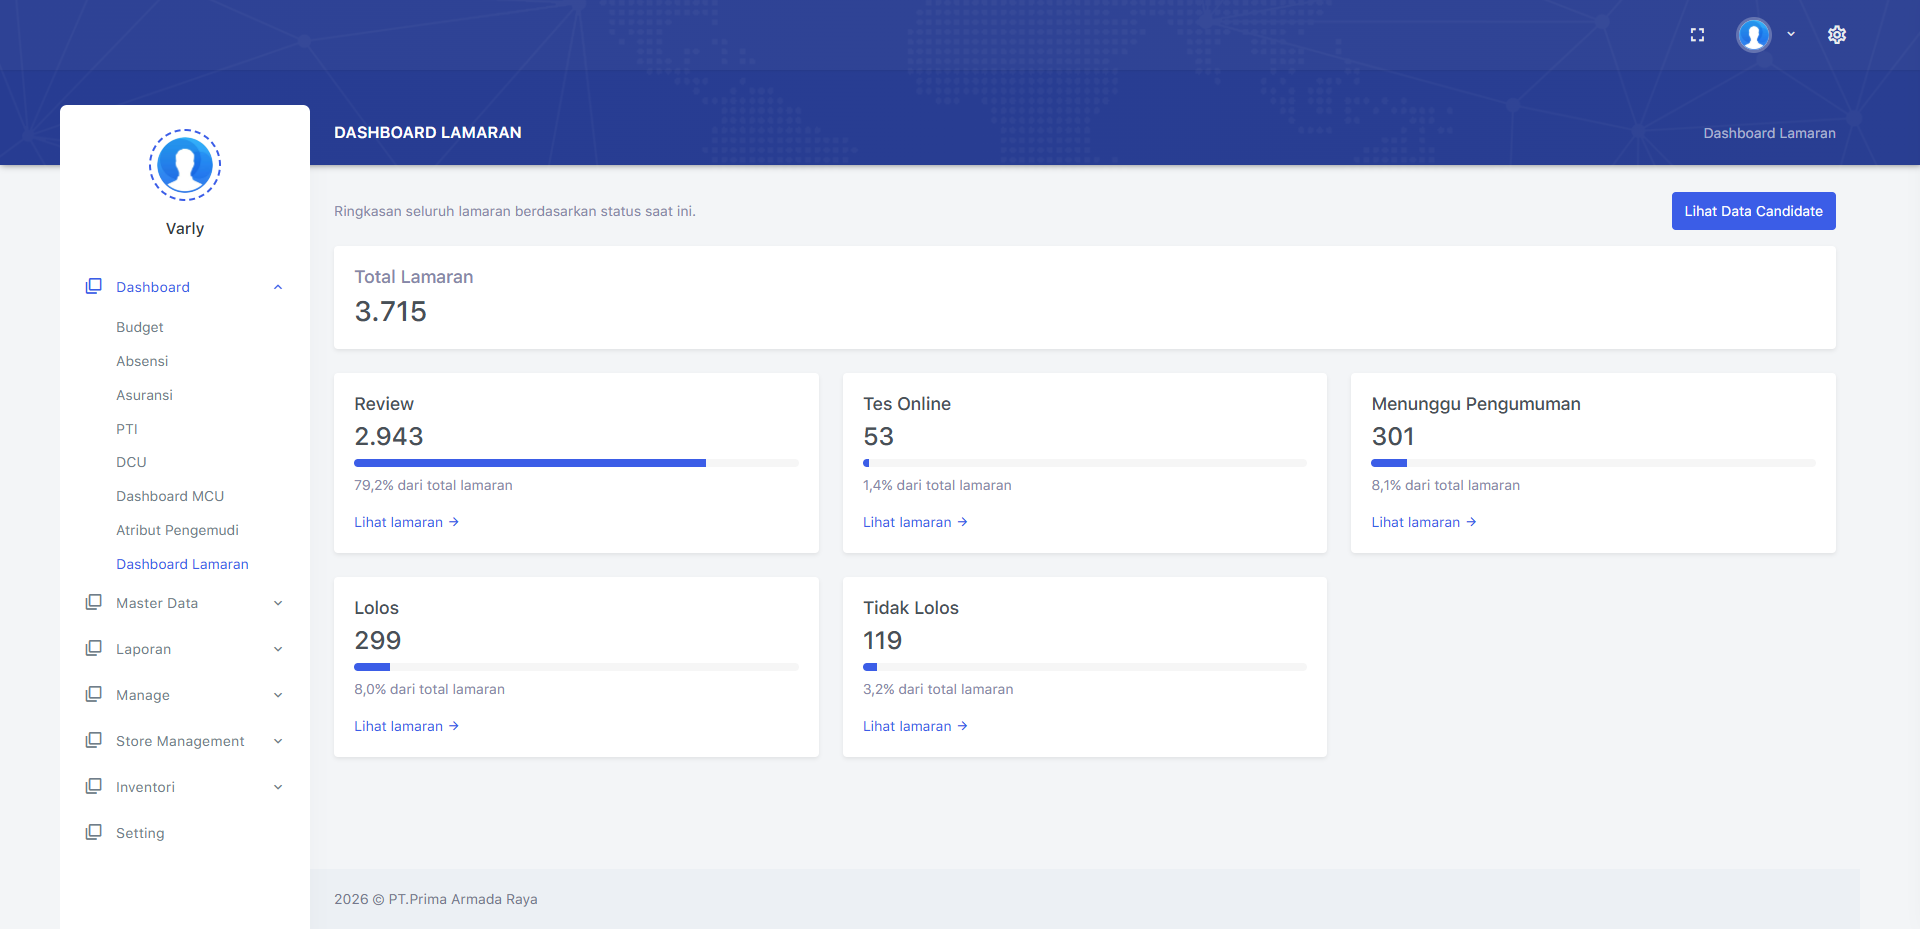 DASHBOARD LAMARAN
Dashboard Lamaran
Varly
Dashboard
Budget
Absensi
Asuransi
PTI
DCU
Dashboard MCU
Atribut Pengemudi
Dashboard Lamaran
Master Data
Laporan
Manage
Store Management
Inventori
Setting
Ringkasan seluruh lamaran berdasarkan status saat ini.
Lihat Data Candidate
Total Lamaran
3.715
Review
2.943
79,2% dari total lamaran
Lihat lamaran →
Tes Online
53
1,4% dari total lamaran
Lihat lamaran →
Menunggu Pengumuman
301
8,1% dari total lamaran
Lihat lamaran →
Lolos
299
8,0% dari total lamaran
Lihat lamaran →
Tidak Lolos
119
3,2% dari total lamaran
Lihat lamaran →
2026 © PT.Prima Armada Raya